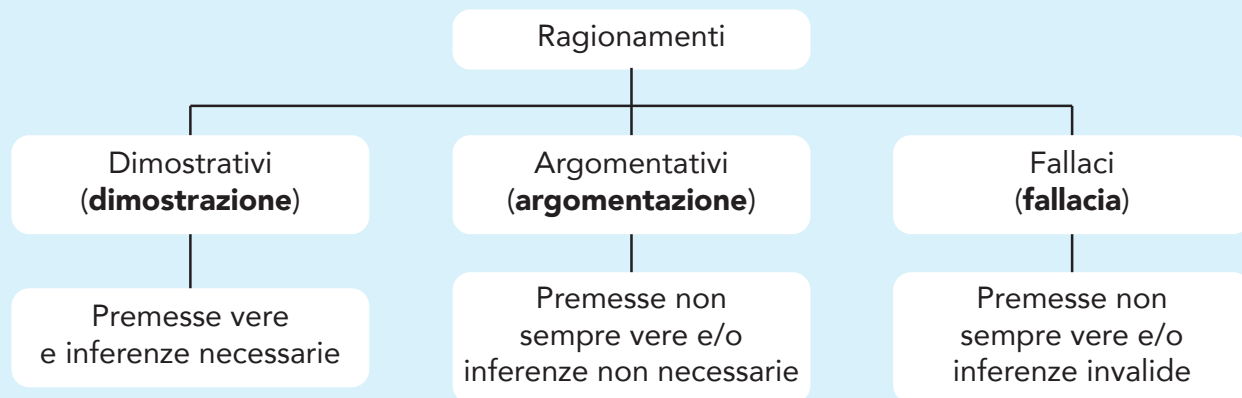 Ragionamenti
Dimostrativi
(dimostrazione)
Argomentativi
(argomentazione)
Fallaci
(fallacia)
Premesse vere
e inferenze necessarie
Premesse non
sempre vere e/o
inferenze non necessarie
Premesse non
sempre vere e/o
inferenze invalide